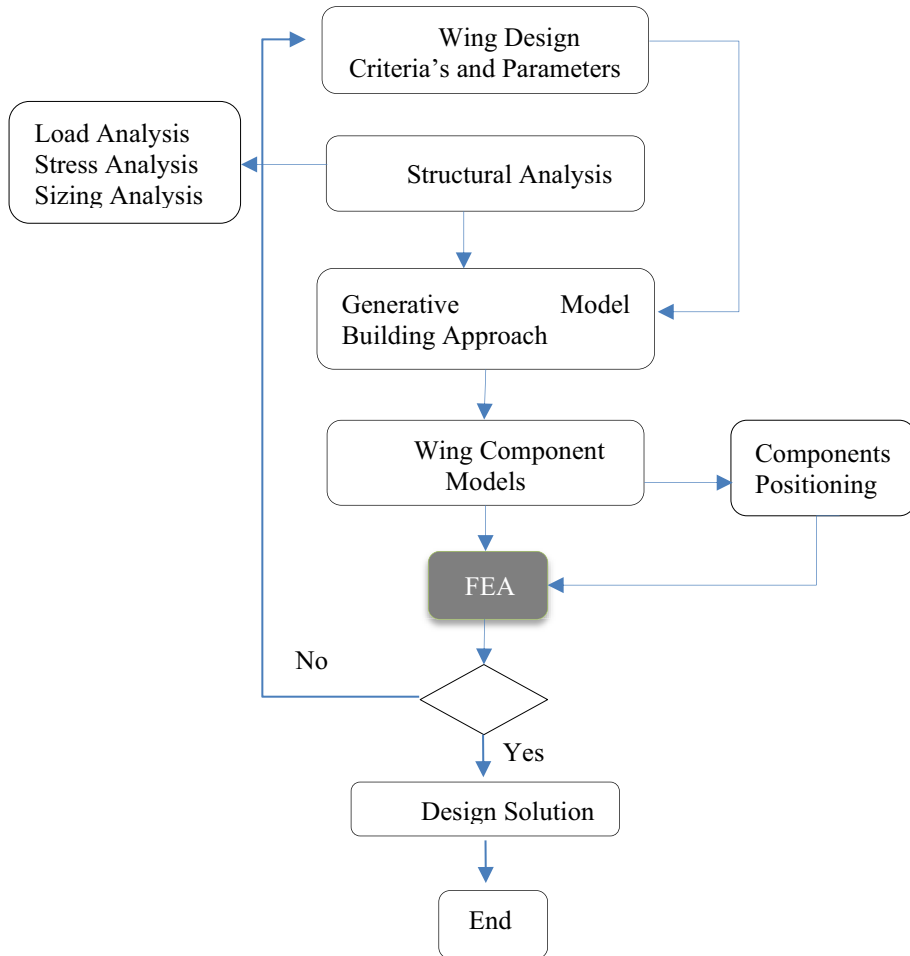 Wing Design
Criteria’s and Parameters
Load Analysis
Stress Analysis
Sizing Analysis
Structural Analysis
Generative Model
Building Approach
Wing Component
Models
Components
Positioning
FEA
No
Yes
Design Solution
End